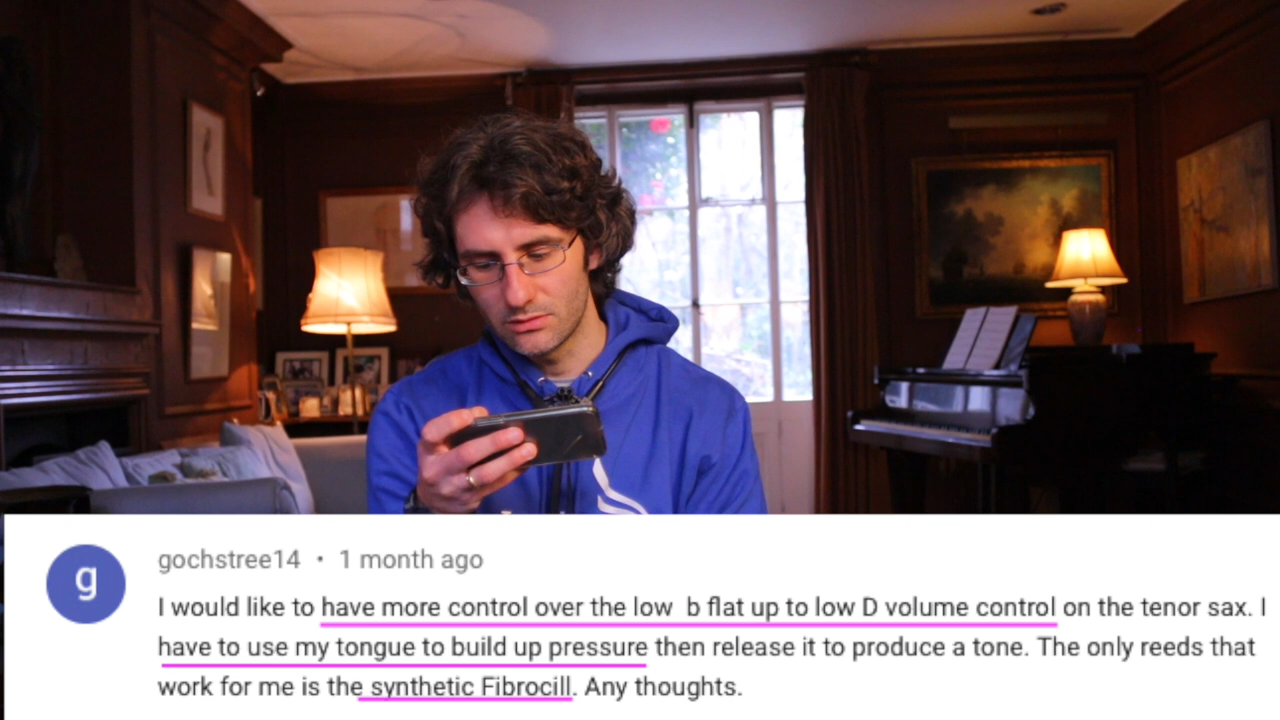 g
gochstree14 • 1 month ago
I would like to have more control over the low b flat up to low D volume control on the tenor sax. I
have to use my tongue to build up pressure then release it to produce a tone. The only reeds that
work for me is the synthetic Fibrocill. Any thoughts.